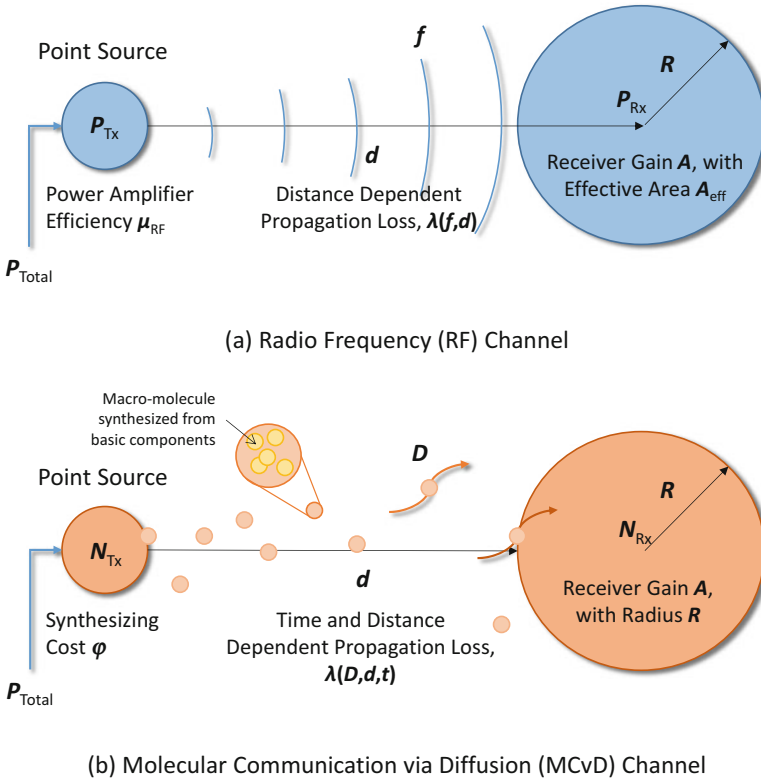 f
Point Source
R
P_Tx
P_Rx
d
Receiver Gain A, with
Effective Area A_eff
Power Amplifier
Efficiency μ_RF
Distance Dependent
Propagation Loss, λ(f,d)
P_Total
(a) Radio Frequency (RF) Channel
Macro-molecule
synthesized from
basic components
D
Point Source
R
N_Tx
N_Rx
d
Receiver Gain A,
with Radius R
Synthesizing
Cost φ
Time and Distance
Dependent Propagation Loss,
λ(D,d,t)
P_Total
(b) Molecular Communication via Diffusion (MCvD) Channel